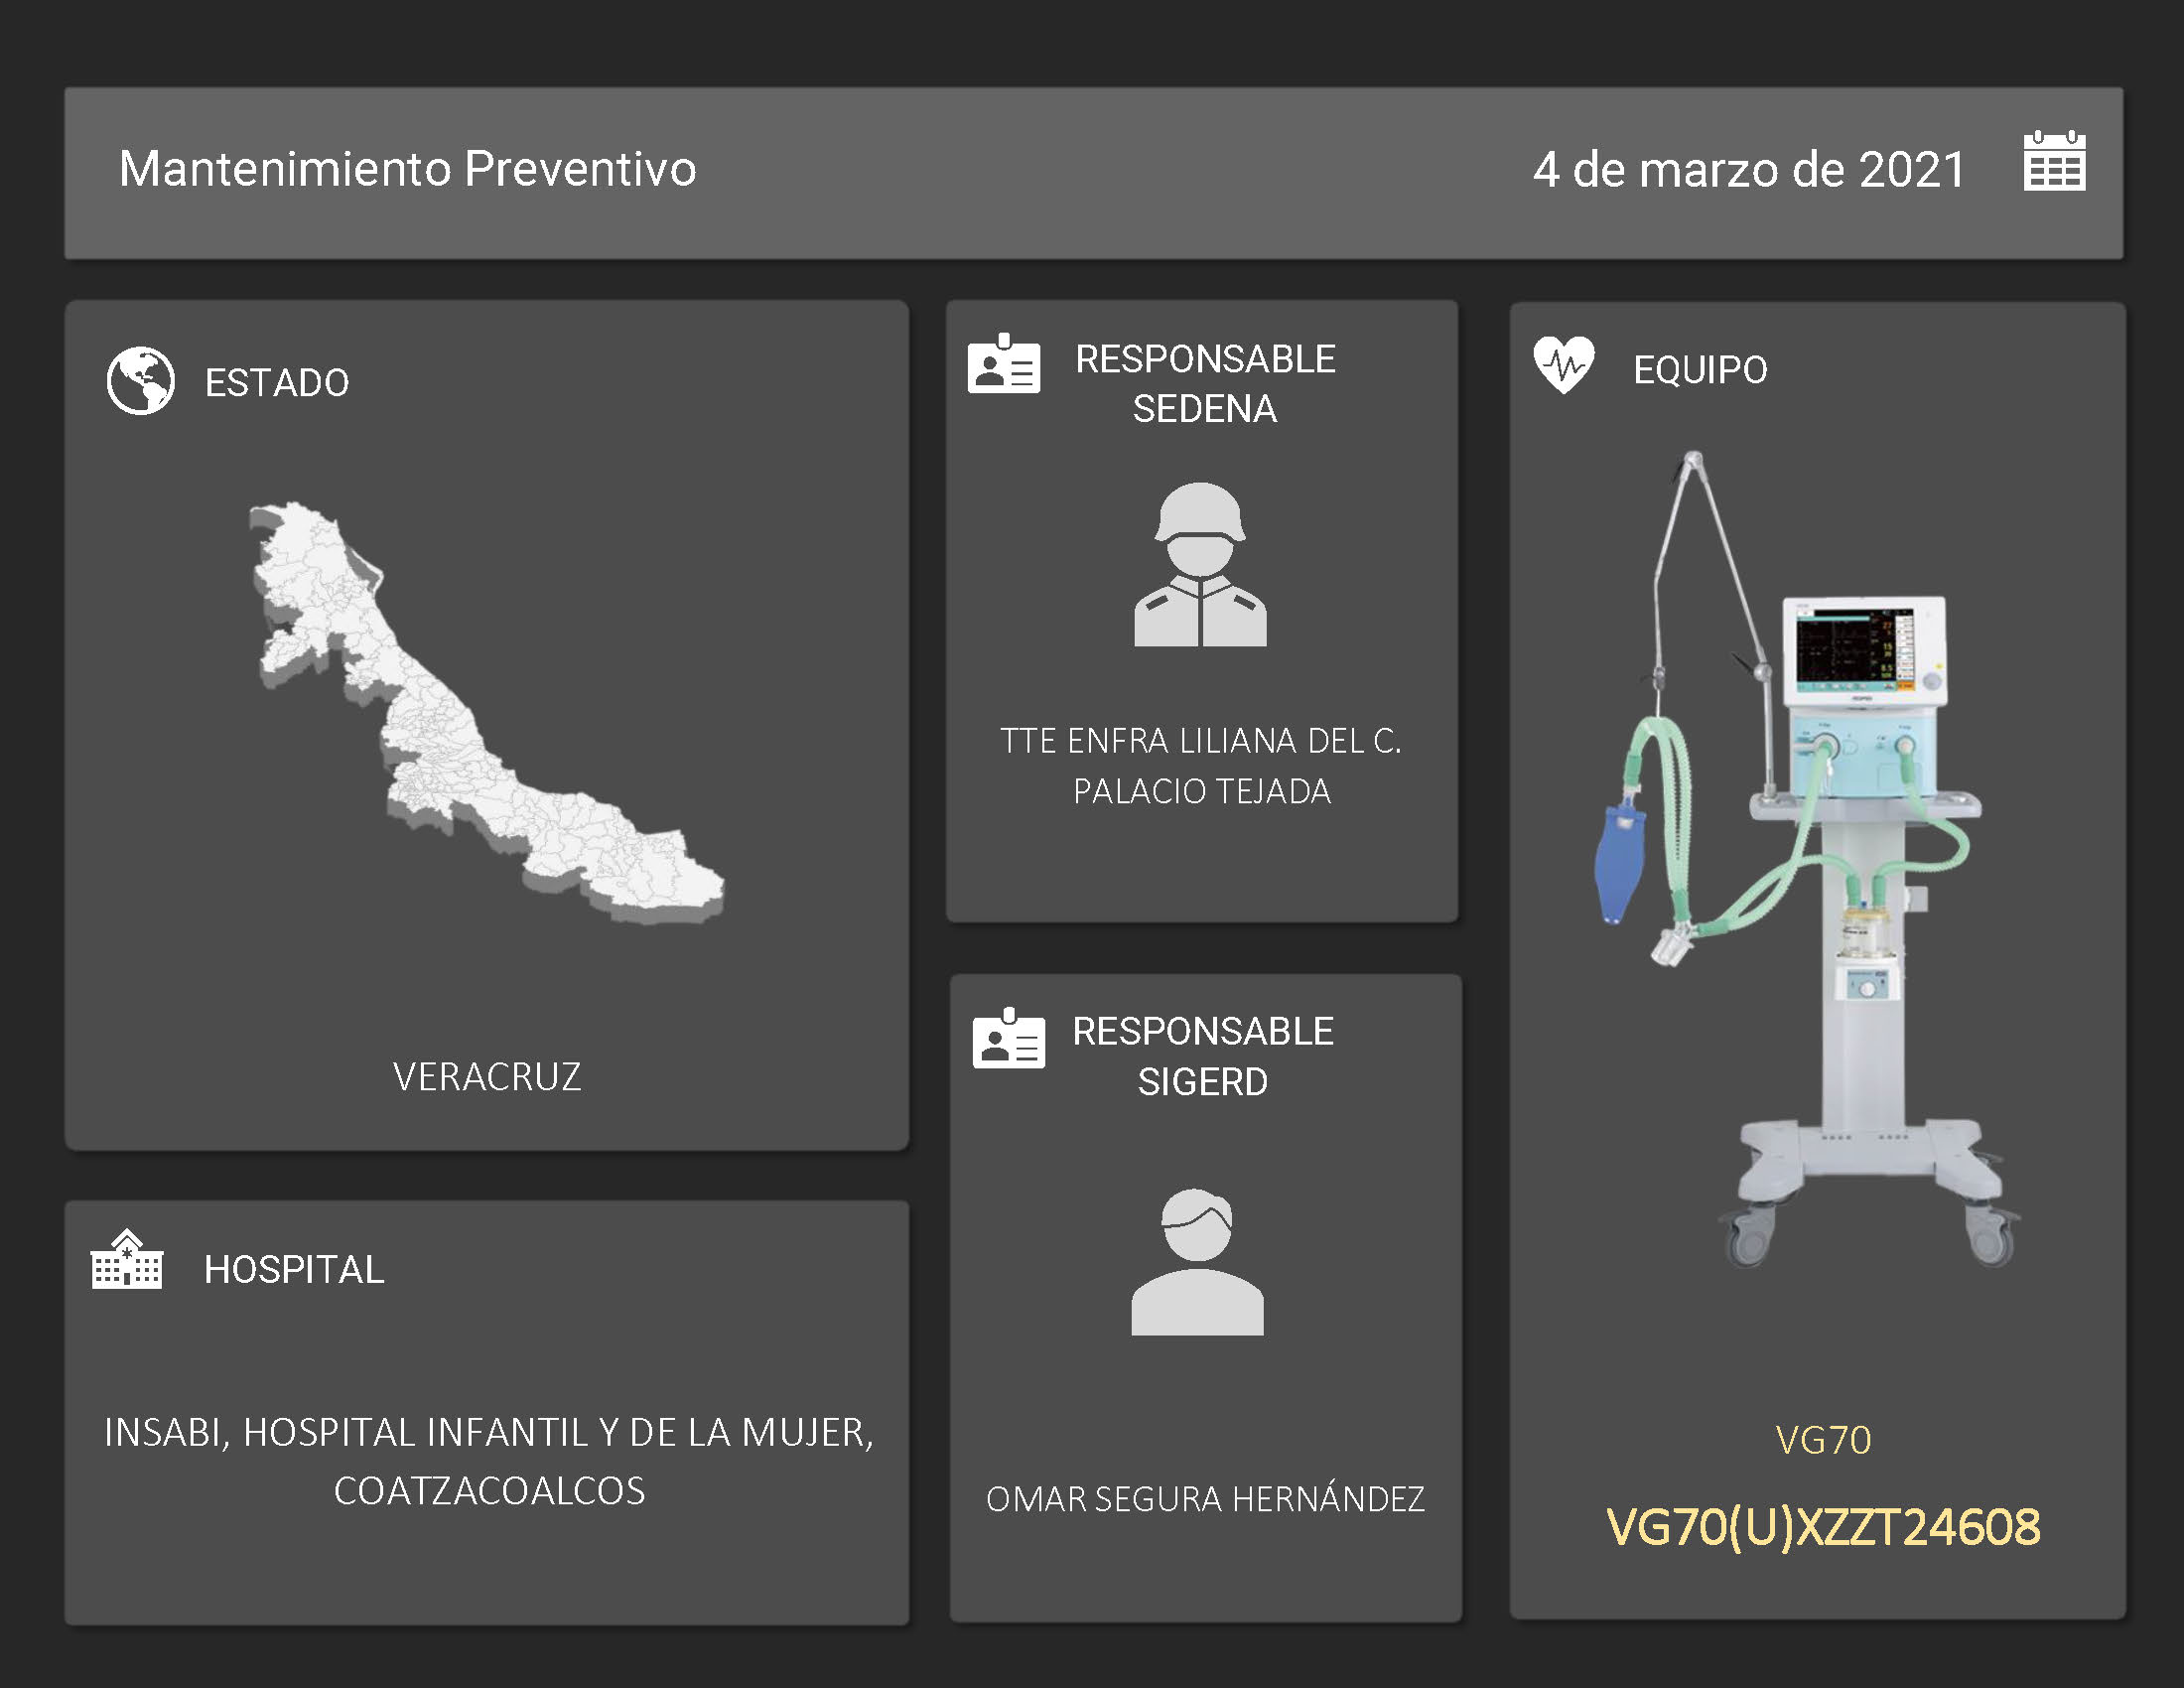 Mantenimiento Preventivo
4 de marzo de 2021
ESTADO
VERACRUZ
HOSPITAL
INSABI, HOSPITAL INFANTIL Y DE LA MUJER,
COATZACOALCOS
RESPONSABLE
SEDENA
TTE ENFRA LILIANA DEL C.
PALACIO TEJADA
RESPONSABLE
SIGERD
OMAR SEGURA HERNÁNDEZ
EQUIPO
VG70
VG70(U)XZZT24608